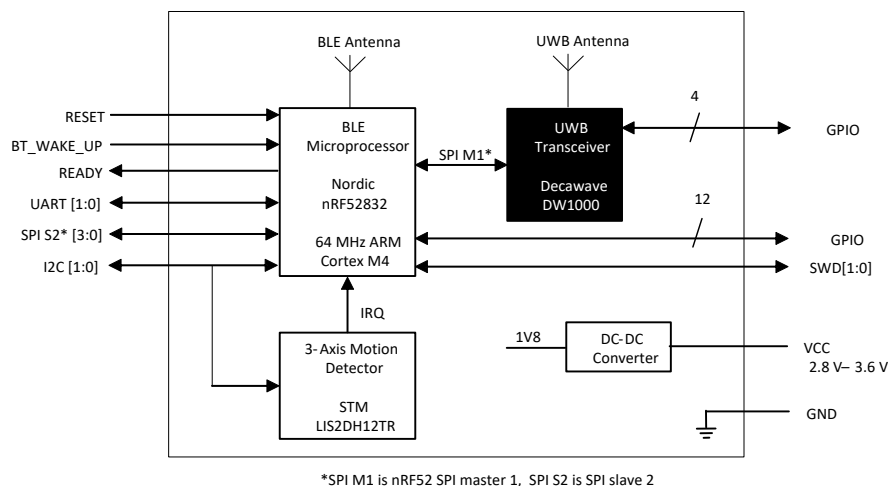 BLE Antenna
UWB Antenna
RESET
BT_WAKE_UP
READY
UART [1:0]
SPI S2* [3:0]
I2C [1:0]
BLE
Microprocessor
Nordic
nRF52832
64 MHz ARM
Cortex M4
SPI M1*
UWB
Transceiver
Decawave
DW1000
4
GPIO
12
GPIO
SWD[1:0]
IRQ
3-Axis Motion
Detector
STM
LIS2DH12TR
1V8
DC-DC
Converter
VCC
2.8 V– 3.6 V
GND
*SPI M1 is nRF52 SPI master 1, SPI S2 is SPI slave 2